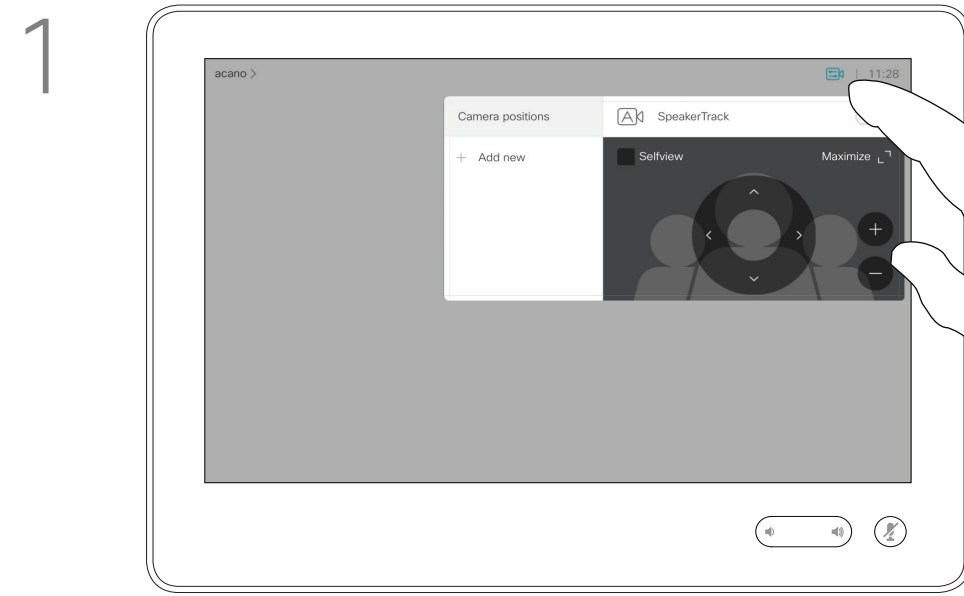 1
acano >
11:28
Camera positions
SpeakerTrack
+ Add new
Selfview
Maximize